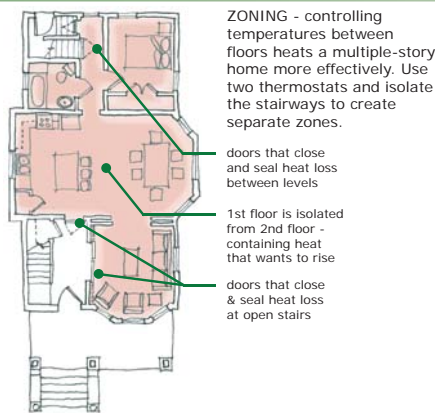 ZONING - controlling
temperatures between
floors heats a multiple-story
home more effectively. Use
two thermostats and isolate
the stairways to create
separate zones.
doors that close
and seal heat loss
between levels
1st floor is isolated
from 2nd floor -
containing heat
that wants to rise
doors that close
& seal heat loss
at open stairs